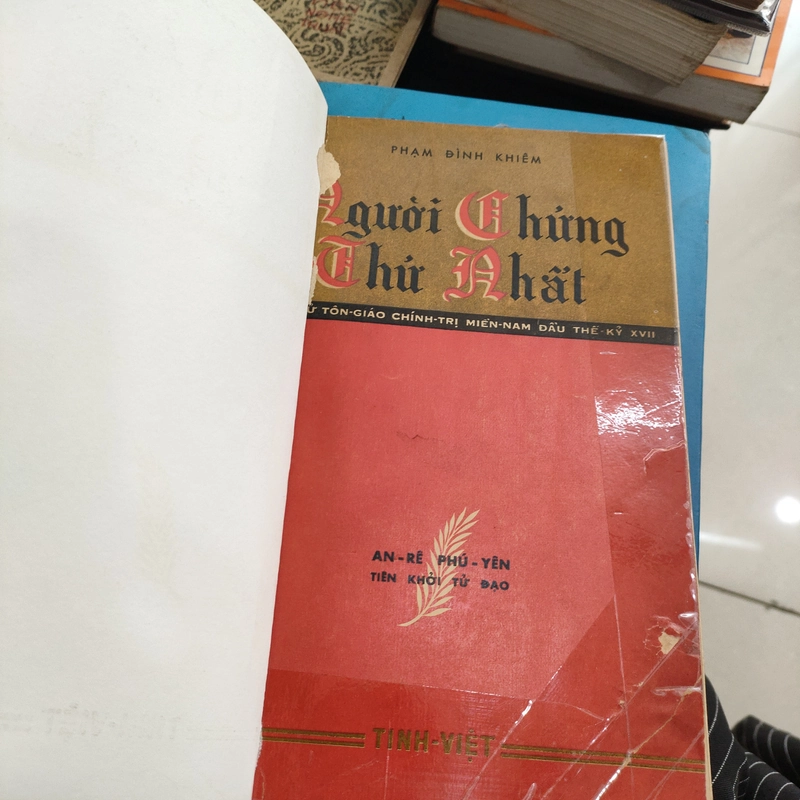 PHẠM ĐÌNH KHIÊM
Người Chứng
Thứ Nhất
TÔN-GIÁO CHÍNH-TRỊ MIỀN-NAM ĐẦU THẾ-KỶ XVII
AN-RÊ PHÚ-YÊN
TIÊN KHỞI TỬ ĐẠO
TINH-VIỆT